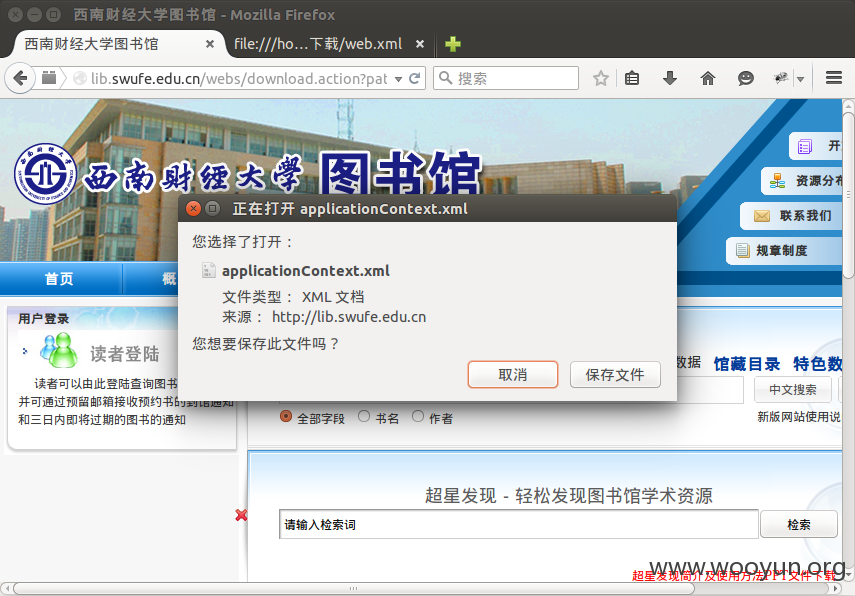 西南财经大学图书馆 - Mozilla Firefox
西南财经大学图书馆
file:///ho…下载/web.xml
lib.swufe.edu.cn/webs/download.action?pat
搜索
西南财经大学 图书馆
开
资源分布
联系我们
规章制度
首页
概
正在打开 applicationContext.xml
您选择了打开：
applicationContext.xml
文件类型： XML 文档
来源： http://lib.swufe.edu.cn
您想要保存此文件吗？
取消
保存文件
用户登录
读者登陆
读者可以由此登陆查询图书
并可通过预留邮箱接收预约书的到馆通知
和三日内即将过期的图书的通知
数据
馆藏目录
特色数
中文搜索
全部字段
书名
作者
新版网站使用说
超星发现 - 轻松发现图书馆学术资源
请输入检索词
检索
超星发现简介及使用方法PPT文件下载
www.wooyun.org